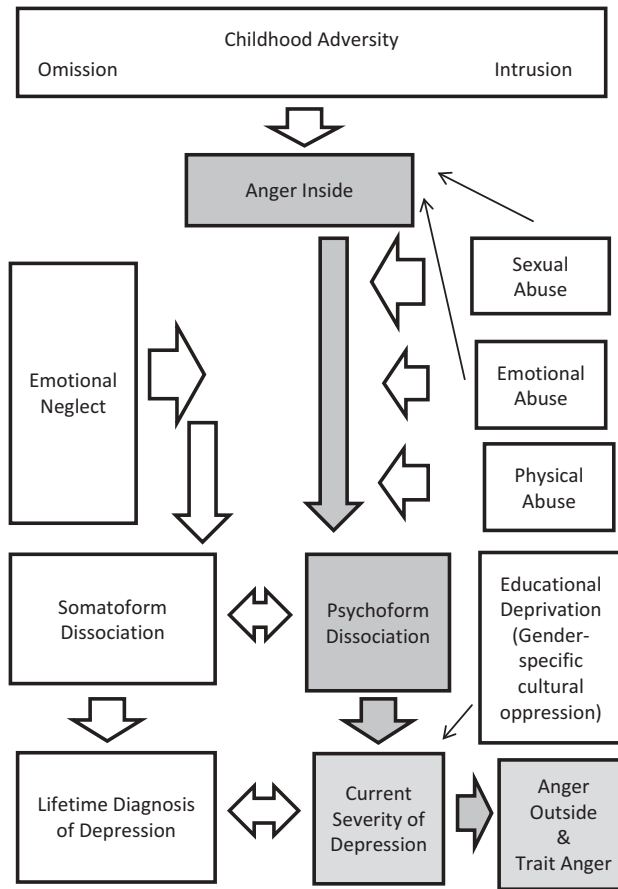 Childhood Adversity
Omission Intrusion
Anger Inside
Sexual
Abuse
Emotional
Neglect
Emotional
Abuse
Physical
Abuse
Somatoform
Dissociation
Psychoform
Dissociation
Educational
Deprivation
(Gender-
specific
cultural
oppression)
Lifetime Diagnosis
of Depression
Current
Severity of
Depression
Anger
Outside
&
Trait Anger